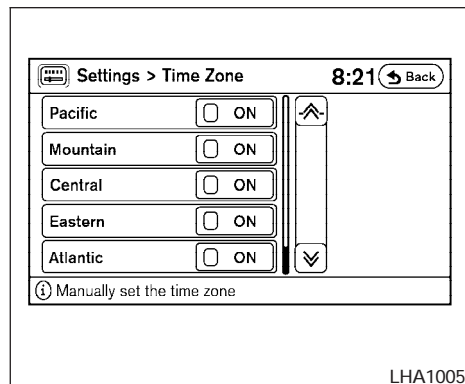 Settings > Time Zone 8:21 Back
Pacific ON
Mountain ON
Central ON
Eastern ON
Atlantic ON
i Manually set the time zone
LHA1005